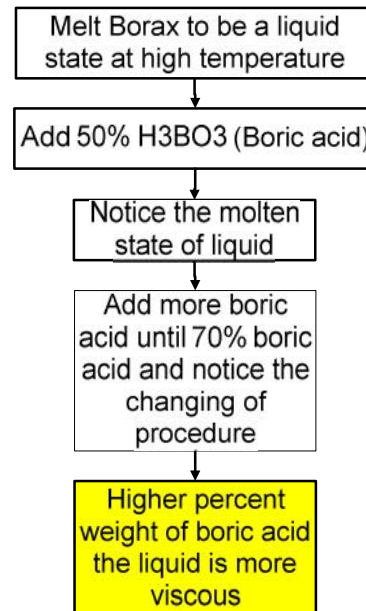 Melt Borax to be a liquid
state at high temperature
Add 50% H3BO3 (Boric acid)
Notice the molten
state of liquid
Add more boric
acid until 70% boric
acid and notice the
changing of
procedure
Higher percent
weight of boric acid
the liquid is more
viscous